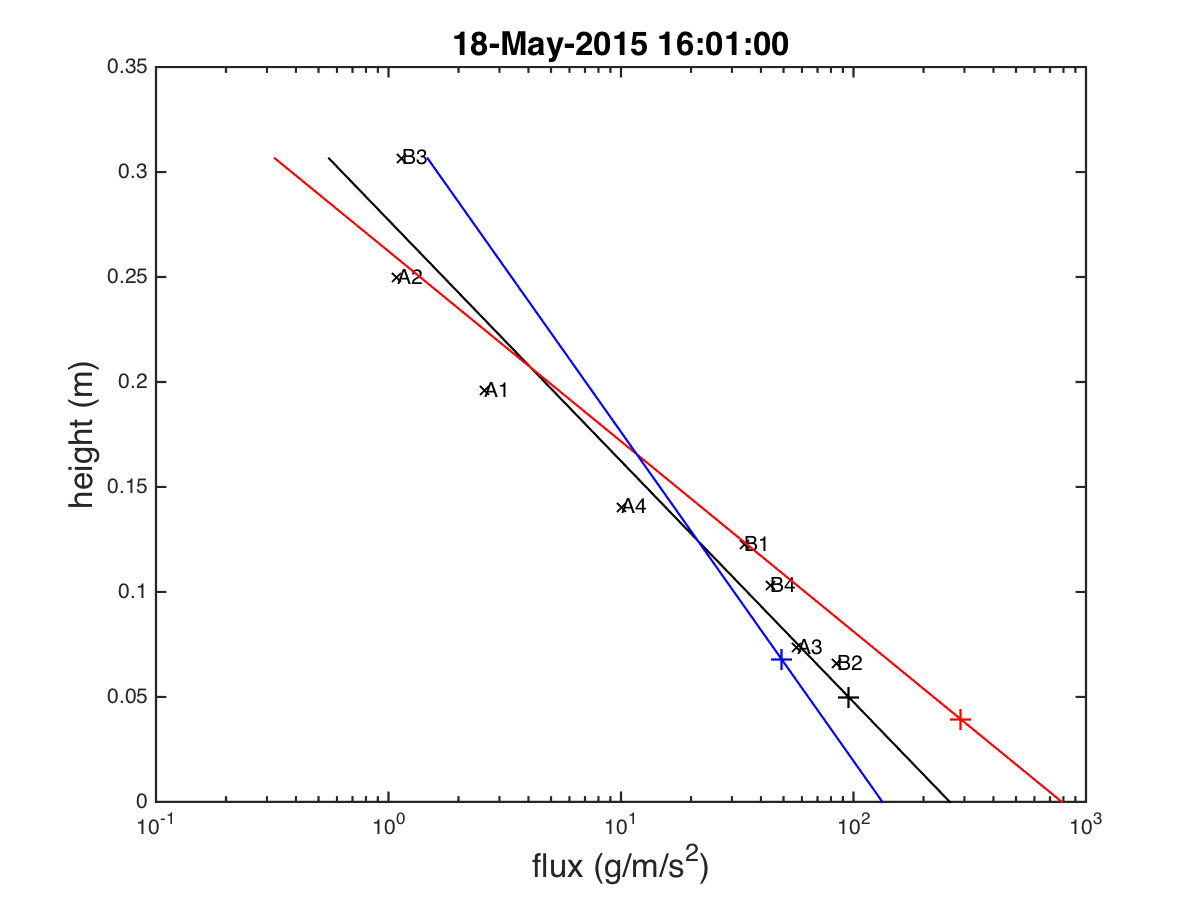 18-May-2015 16:01:00
0.35
0.3
0.25
0.2
0.15
0.1
0.05
0
height (m)
B3
A2
A1
A4
B1
B4
A3
B2
10^-1
10^0
10^1
10^2
10^3
flux (g/m/s^2)